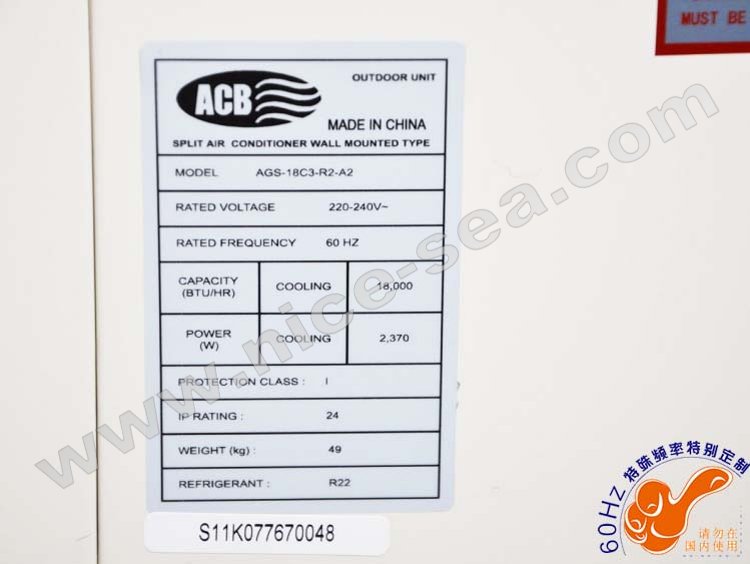 MUST BE
ACB
OUTDOOR UNIT
MADE IN CHINA
SPLIT AIR CONDITIONER WALL MOUNTED TYPE
MODEL AGS-18C3-R2-A2
RATED VOLTAGE 220-240V~
RATED FREQUENCY 60 HZ
CAPACITY (BTU/HR) COOLING 18,000
POWER (W) COOLING 2,370
PROTECTION CLASS : I
IP RATING : 24
WEIGHT (kg) : 49
REFRIGERANT : R22
S11K077670048
www.nice-sea.com
60Hz 特殊频率特别定制
请勿在
国内使用